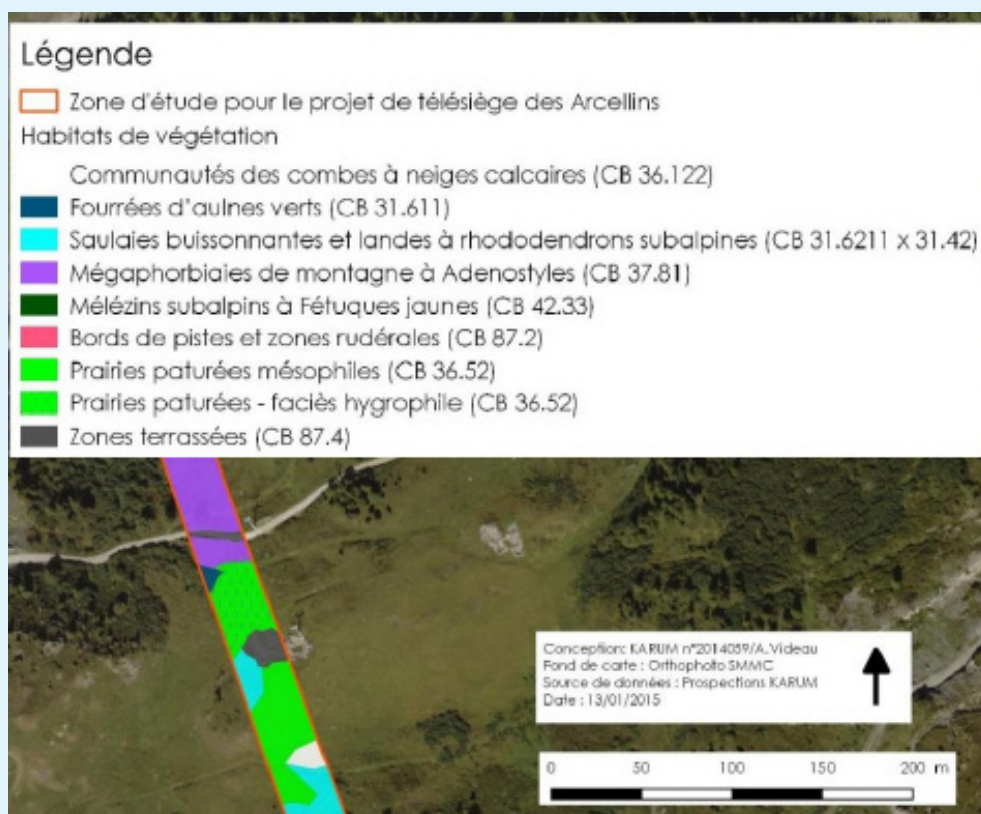 Légende
Zone d'étude pour le projet de télésiège des Arcellins
Habitats de végétation
Communautés des combes à neiges calcaires (CB 36.122)
Fourrées d'aulnes verts (CB 31.611)
Saulaies buissonnantes et landes à rhododendrons subalpines (CB 31.6211 x 31.42)
Mégaphorbiaies de montagne à Adenostyles (CB 37.81)
Mélézins subalpins à Fétuques jaunes (CB 42.33)
Bords de pistes et zones rudérales (CB 87.2)
Prairies paturées mésophiles (CB 36.52)
Prairies paturées - faciès hygrophile (CB 36.52)
Zones terrassées (CB 87.4)
Conception: KARUM n°2014059/A.Videau
Fond de carte : Orthophoto SMMC
Source de données : Prospections KARUM
Date : 13/01/2015
0 50 100 150 200 m